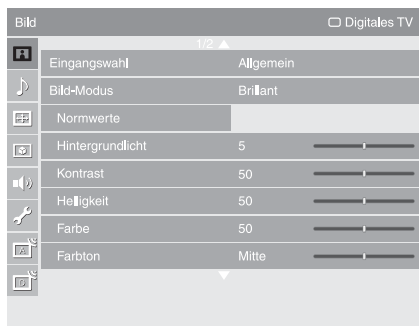 Bild Digitales TV
1/2
Eingangswahl Allgemein
Bild-Modus Brillant
Normwerte
Hintergrundlicht 5
Kontrast 50
Helligkeit 50
Farbe 50
Farbton Mitte
A
D